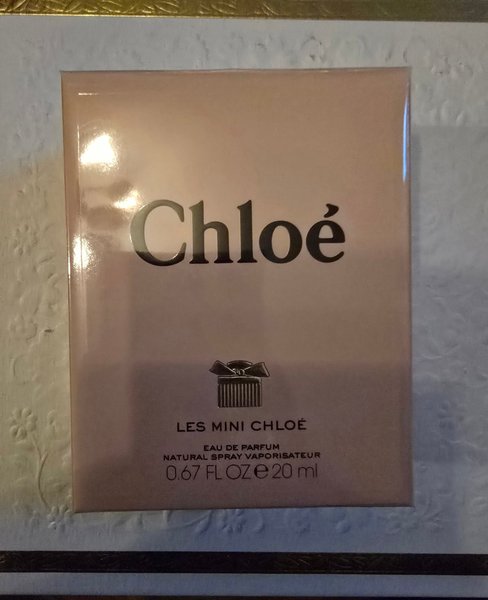 Chloé
LES MINI CHLOÉ
EAU DE PARFUM
NATURAL SPRAY VAPORISATEUR
0.67 FL OZ ℮ 20 ml